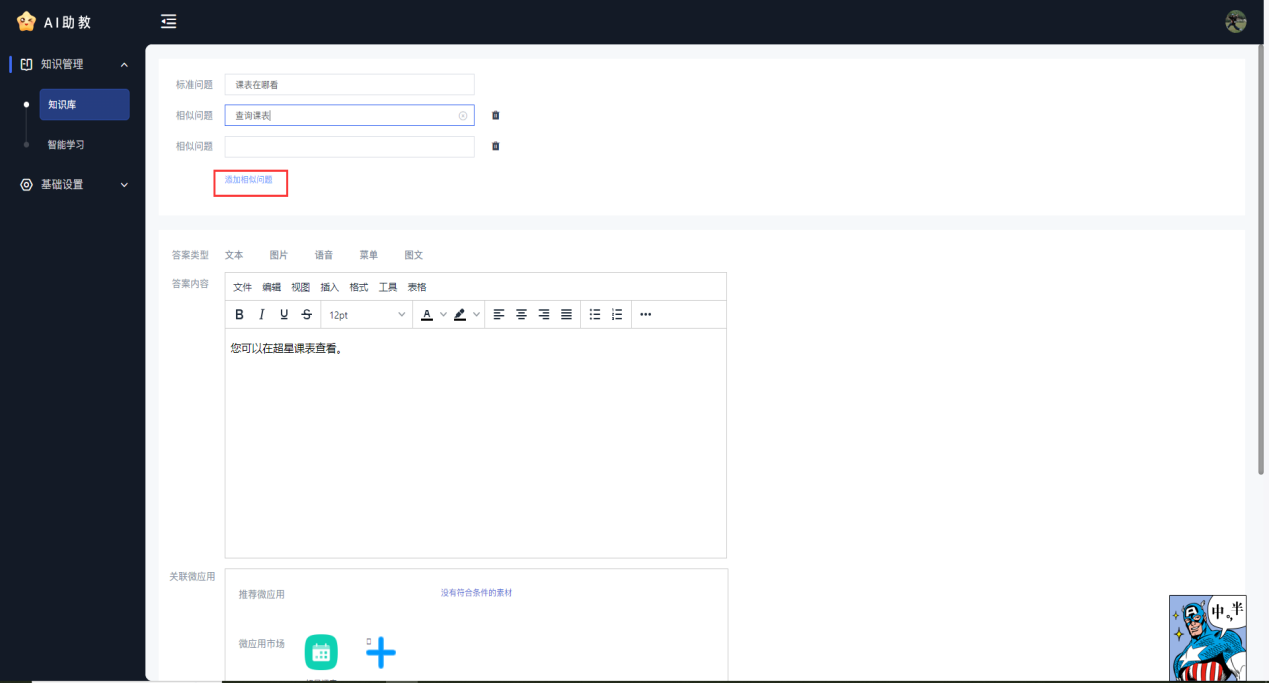 AI助教
知识管理
知识库
智能学习
基础设置
标准问题 课表在哪看
相似问题 查询课表
相似问题
添加相似问题
答案类型 文本 图片 语音 菜单 图文
答案内容
文件 编辑 视图 插入 格式 工具 表格
B I U S 12pt A
您可以在超星课表查看。
关联微应用
推荐微应用 没有符合条件的素材
微应用市场
中 。, 半